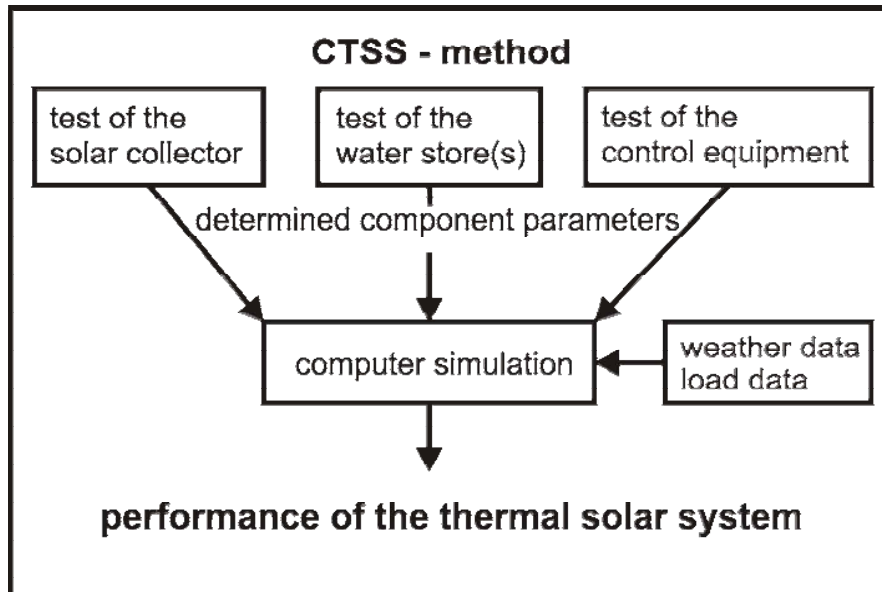 CTSS - method
test of the
solar collector
test of the
water store(s)
test of the
control equipment
determined component parameters
computer simulation
weather data
load data
performance of the thermal solar system